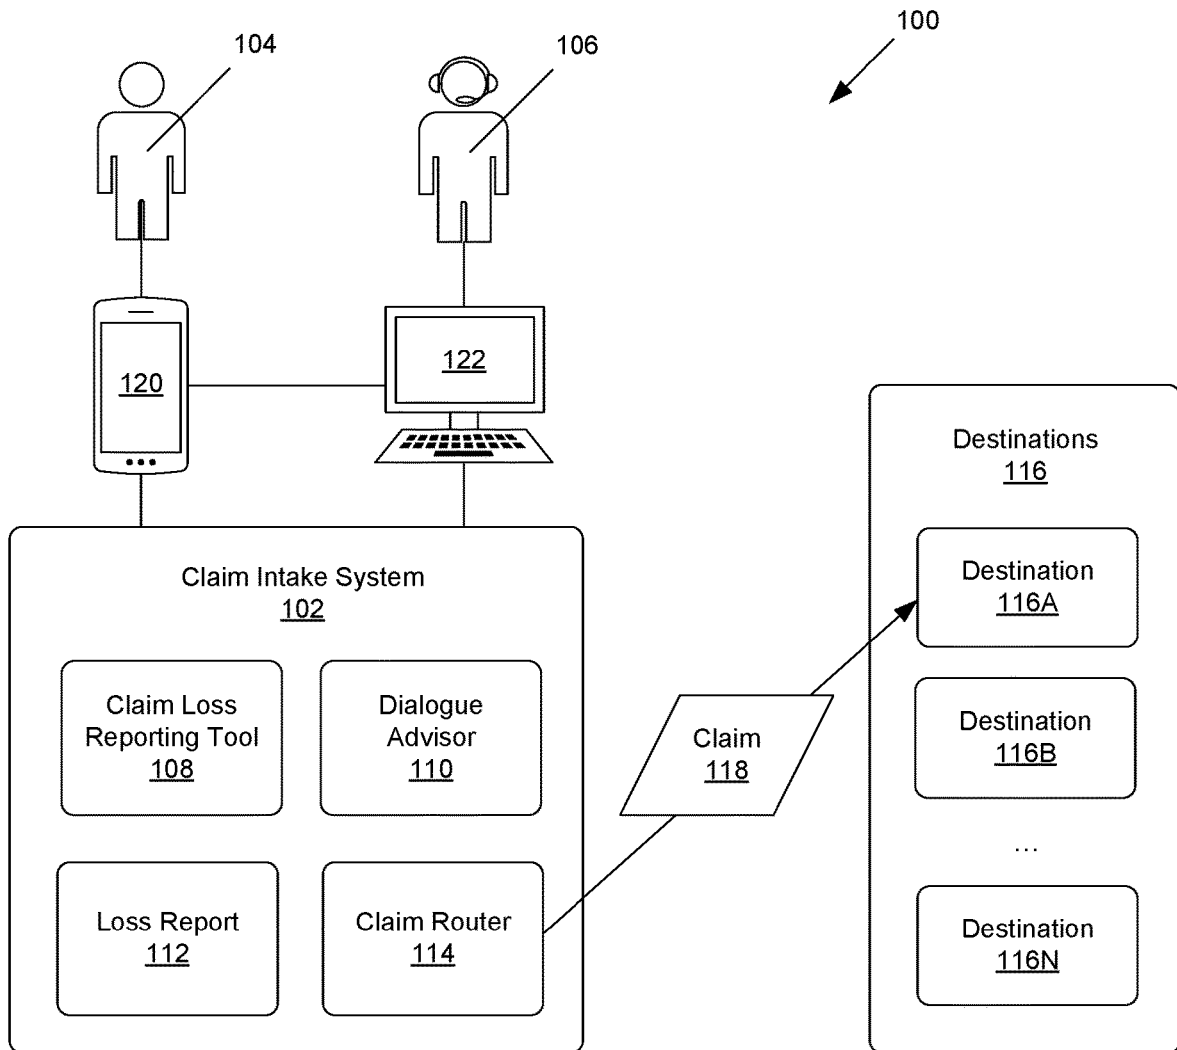 100
104
106
120
122
Destinations
116
Destination
116A
Destination
116B
...
Destination
116N
Claim Intake System
102
Claim Loss
Reporting Tool
108
Dialogue
Advisor
110
Loss Report
112
Claim Router
114
Claim
118